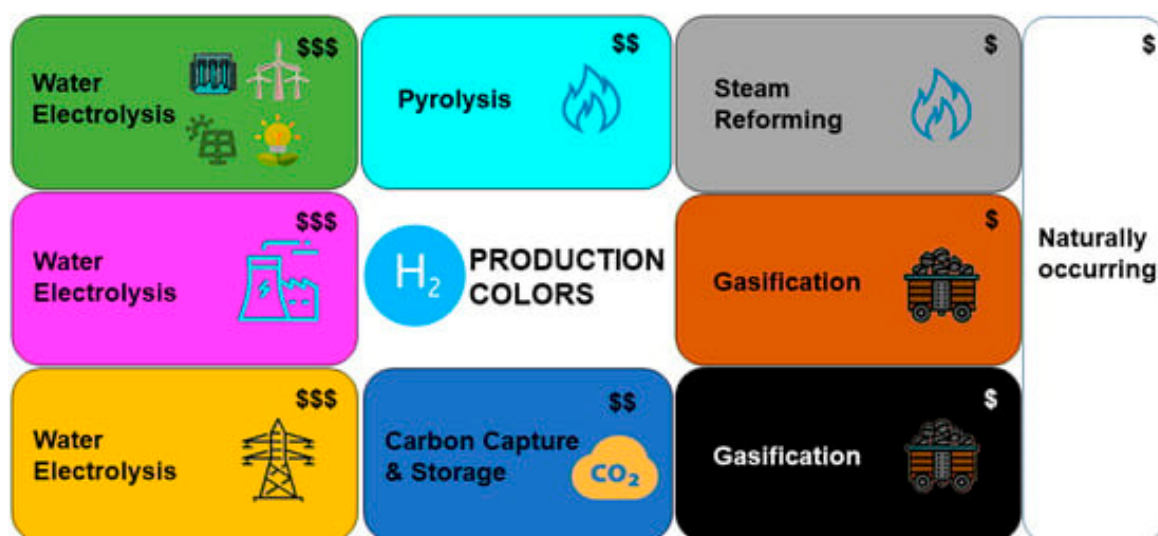 $$$
Water
Electrolysis
$$
Pyrolysis
$
Steam
Reforming
$
Naturally
occurring
$$$
Water
Electrolysis
H2
PRODUCTION
COLORS
$
Gasification
$$$
Water
Electrolysis
$$
Carbon Capture
& Storage
CO2
$
Gasification